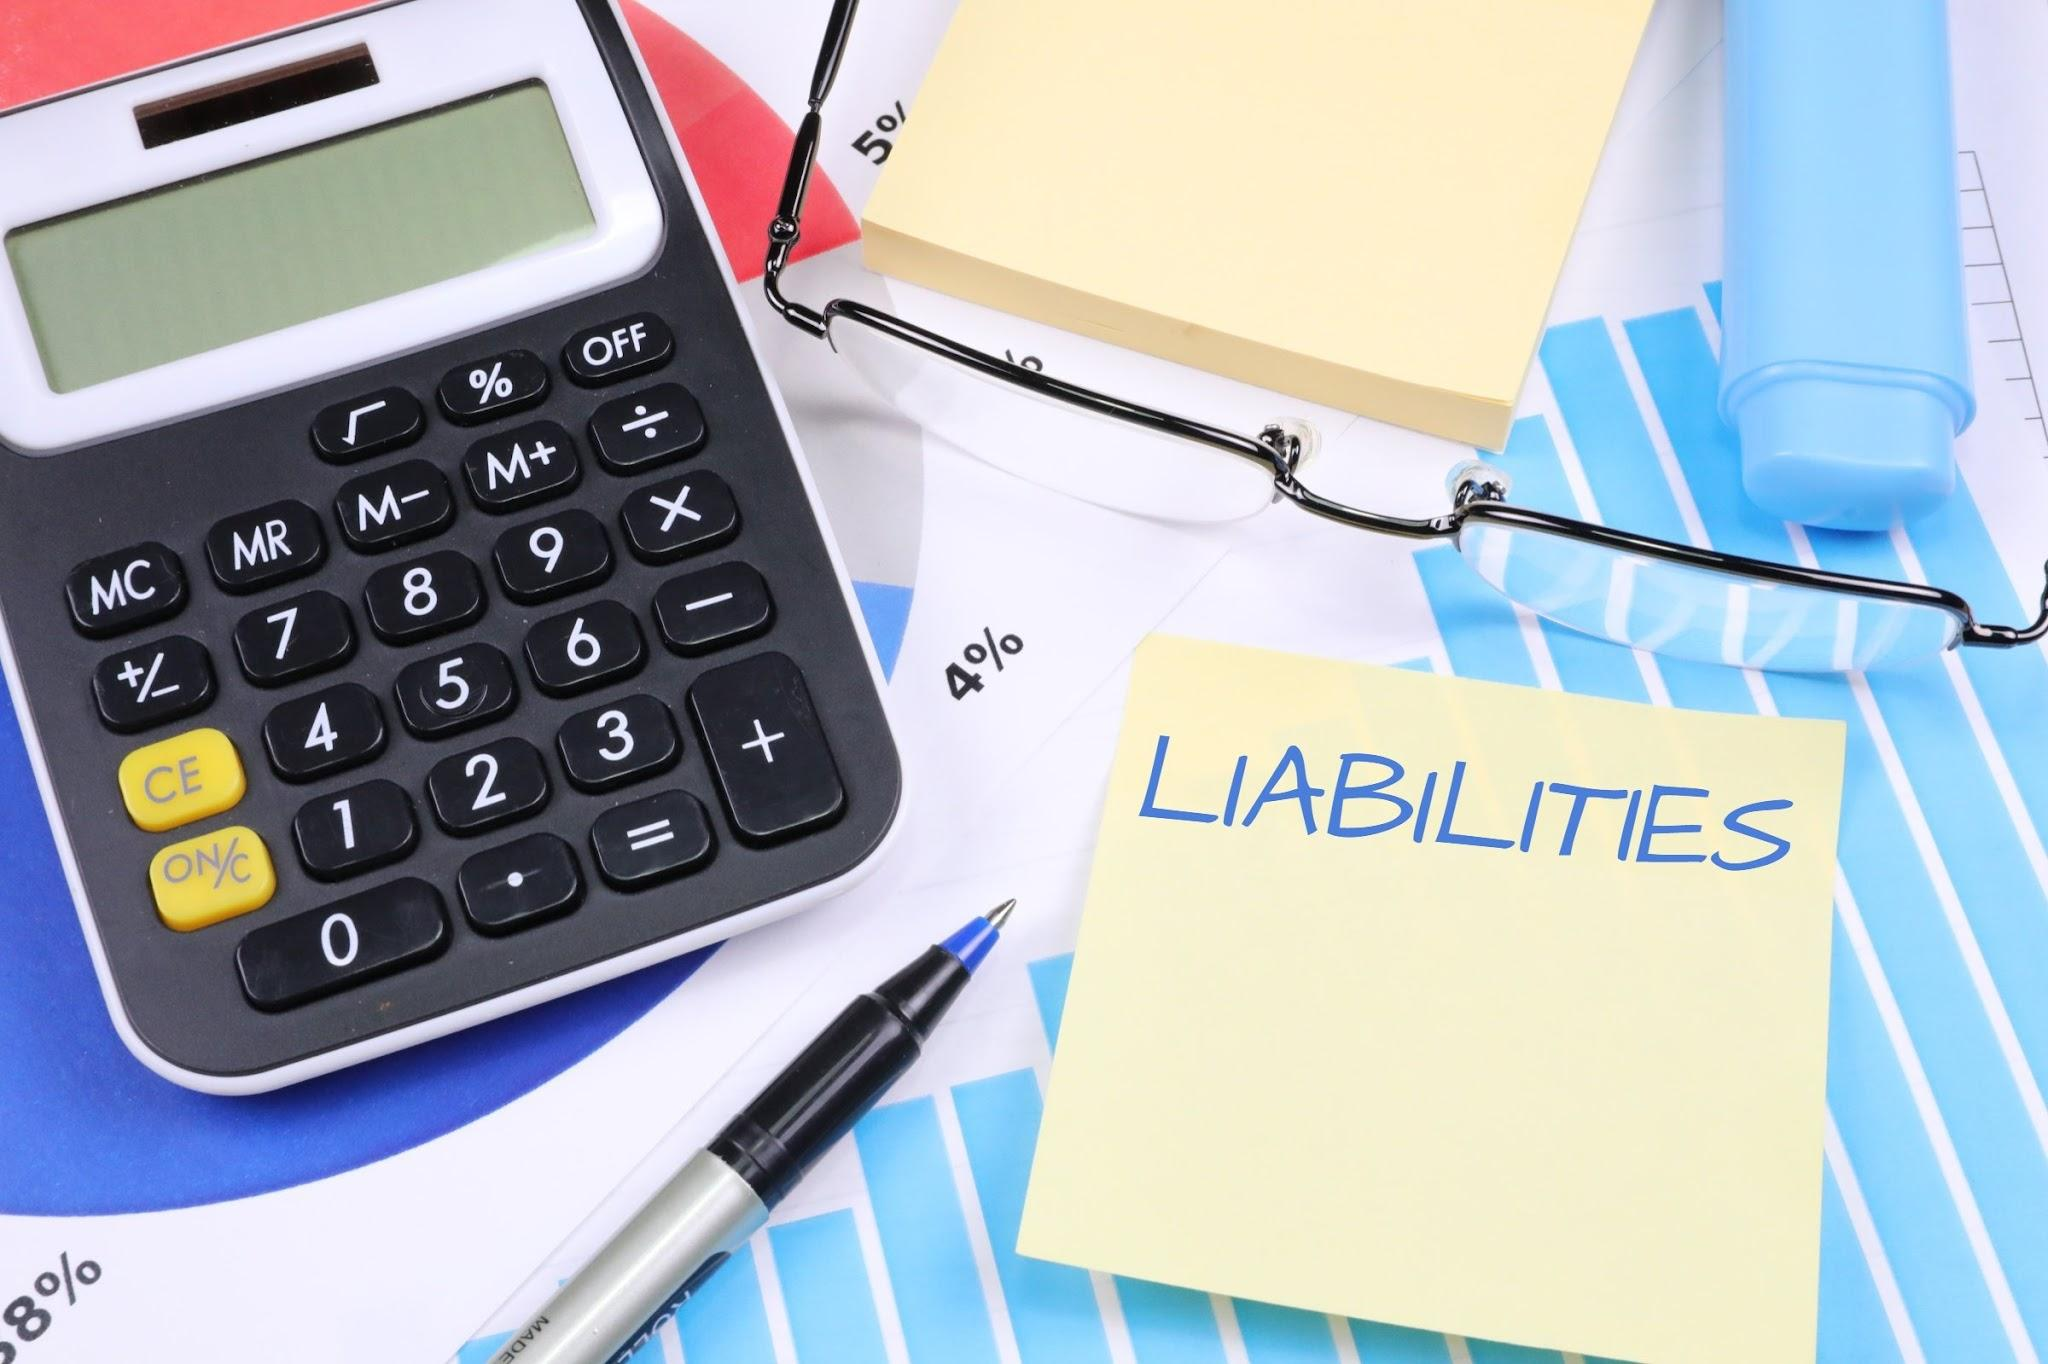 5%
%
OFF
√
%
÷
MC
MR
M−
M+
×
7
8
9
−
+/−
4
5
6
+
CE
1
2
3
ON/C
0
.
=
4%
LIABILITIES
8%
MADE